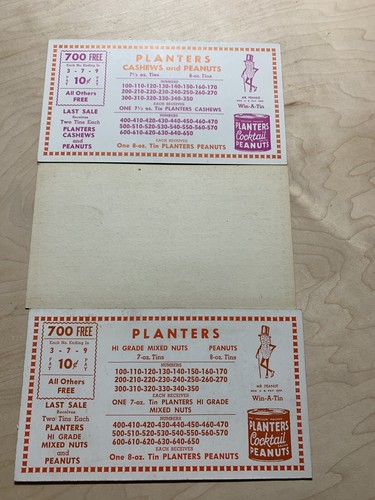 700 FREE
Each No. Ending In
3 - 7 - 9
PAY 10¢ PAY
All Others
FREE
LAST SALE
Receives
Two Tins Each
PLANTERS
CASHEWS
and
PEANUTS
PLANTERS
CASHEWS and PEANUTS
7½-oz. Tins 8-oz. Tins
NUMBERS
100-110-120-130-140-150-160-170
200-210-220-230-240-250-260-270
300-310-320-330-340-350
EACH RECEIVES
ONE 7½-oz. Tin PLANTERS CASHEWS
NUMBERS
400-410-420-430-440-450-460-470
500-510-520-530-540-550-560-570
600-610-620-630-640-650
EACH RECEIVES
One 8-oz. Tin PLANTERS PEANUTS
MR. PEANUT
REG. U. S. PAT. OFF.
Win-A-Tin
PLANTERS
Cocktail
PEANUTS
700 FREE
Each No. Ending In
3 - 7 - 9
PAY 10¢ PAY
All Others
FREE
LAST SALE
Receives
Two Tins Each
PLANTERS
HI GRADE
MIXED NUTS
and
PEANUTS
PLANTERS
HI GRADE MIXED NUTS PEANUTS
7-oz. Tins 8-oz. Tins
NUMBERS
100-110-120-130-140-150-160-170
200-210-220-230-240-250-260-270
300-310-320-330-340-350
EACH RECEIVES
ONE 7-oz. Tin PLANTERS HI GRADE
MIXED NUTS
NUMBERS
400-410-420-430-440-450-460-470
500-510-520-530-540-550-560-570
600-610-620-630-640-650
EACH RECEIVES
One 8-oz. Tin PLANTERS PEANUTS
MR. PEANUT
REG. U. S. PAT. OFF.
Win-A-Tin
PLANTERS
Cocktail
PEANUTS